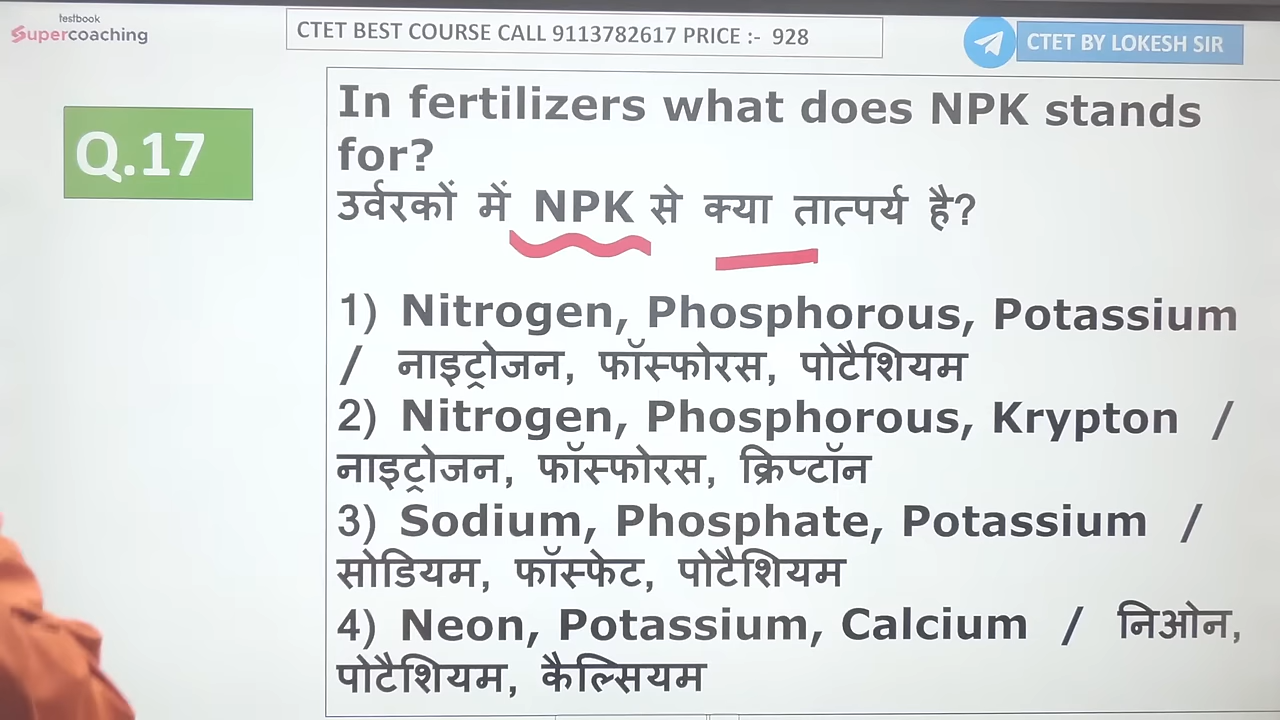 testbook
Supercoaching
CTET BEST COURSE CALL 9113782617 PRICE :- 928
CTET BY LOKESH SIR
Q.17
In fertilizers what does NPK stands
for?
उर्वरकों में NPK से क्या तात्पर्य है?
1) Nitrogen, Phosphorous, Potassium
/ नाइट्रोजन, फॉस्फोरस, पोटैशियम
2) Nitrogen, Phosphorous, Krypton /
नाइट्रोजन, फॉस्फोरस, क्रिप्टॉन
3) Sodium, Phosphate, Potassium /
सोडियम, फॉस्फेट, पोटैशियम
4) Neon, Potassium, Calcium / निओन,
पोटैशियम, कैल्सियम